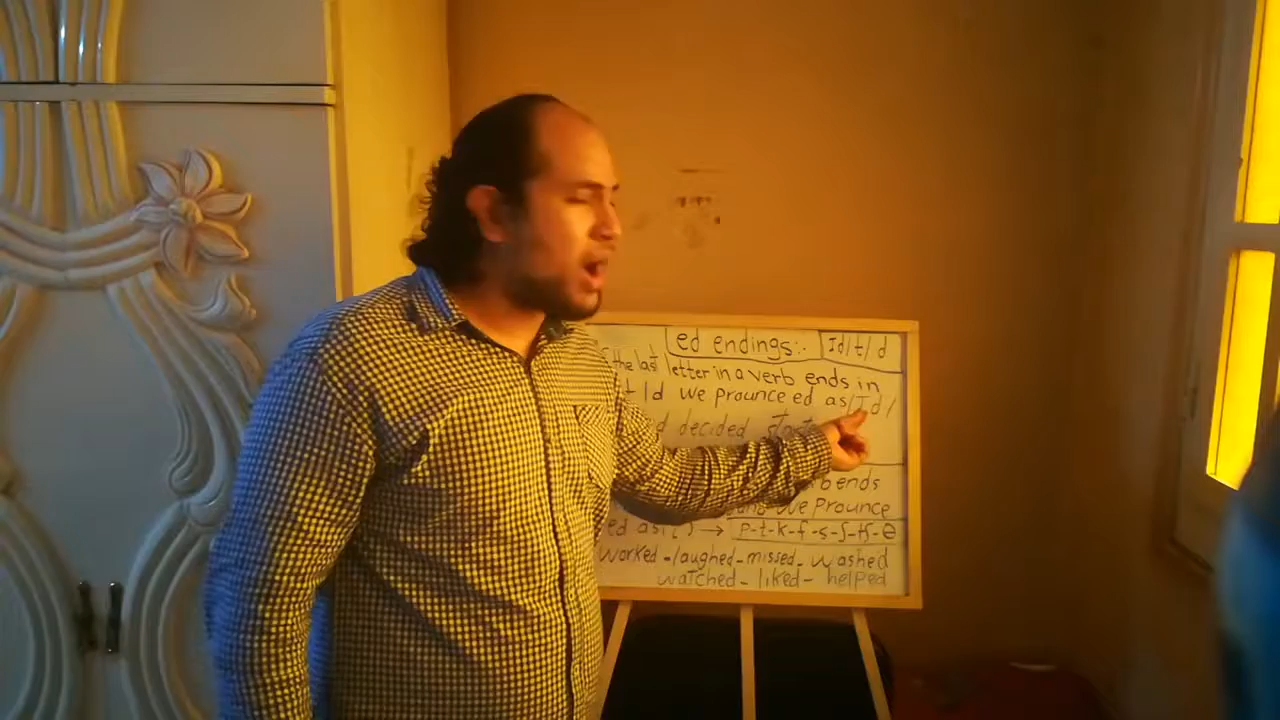 ed endings:. Id/t/d
the last letter in a verb ends in
t/d we prounce ed as /Id/
decided
ends
we prounce
ed as → p-t-k-f-s-ʃ-tʃ-θ
worked - laughed - missed - washed
watched - liked - helped